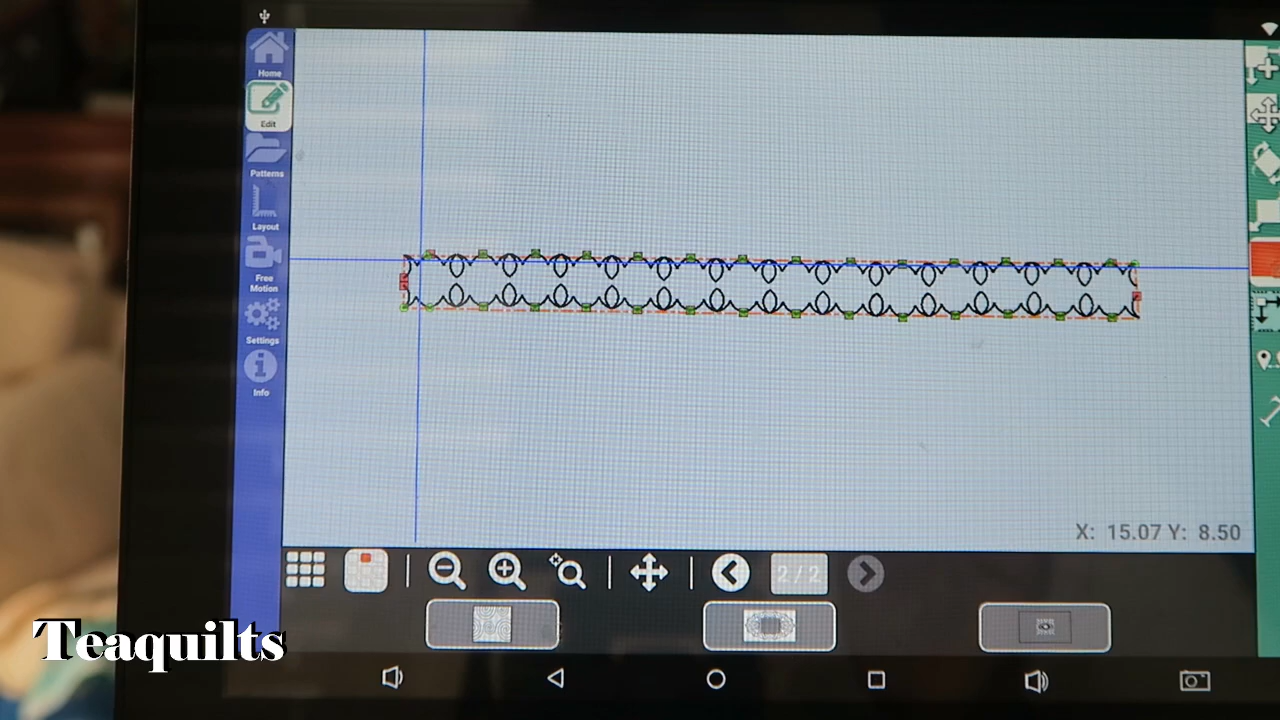 Home
Edit
Patterns
Layout
Free
Motion
Settings
Info
X: 15.07 Y: 8.50
2 / 2
Teaquilts